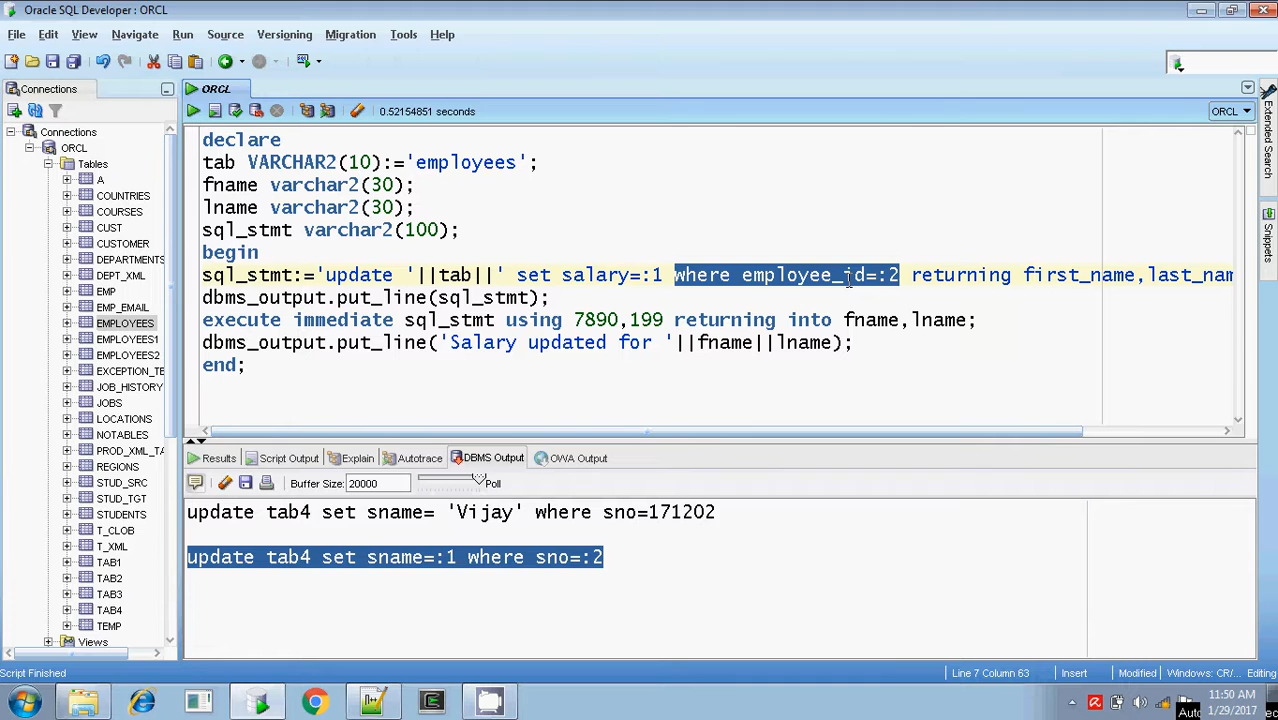 Oracle SQL Developer : ORCL
File Edit View Navigate Run Source Versioning Migration Tools Help
Connections
ORCL
0.52154851 seconds
ORCL
Connections
ORCL
Tables
A
COUNTRIES
COURSES
CUST
CUSTOMER
DEPARTMENTS
DEPT_XML
EMP
EMP_EMAIL
EMPLOYEES
EMPLOYEES1
EMPLOYEES2
EXCEPTION_TE
JOB_HISTORY
JOBS
LOCATIONS
NOTABLES
PROD_XML_TA
REGIONS
STUD_SRC
STUD_TGT
STUDENTS
T_CLOB
T_XML
TAB1
TAB2
TAB3
TAB4
TEMP
Views
declare
tab VARCHAR2(10):='employees';
fname varchar2(30);
lname varchar2(30);
sql_stmt varchar2(100);
begin
sql_stmt:='update '||tab||' set salary=:1 where employee_id=:2 returning first_name,last_nam
dbms_output.put_line(sql_stmt);
execute immediate sql_stmt using 7890,199 returning into fname,lname;
dbms_output.put_line('Salary updated for '||fname||lname);
end;
Extended Search
Snippets
Results Script Output Explain Autotrace DBMS Output OWA Output
Buffer Size: 20000 Poll
update tab4 set sname= 'Vijay' where sno=171202
update tab4 set sname=:1 where sno=:2
Script Finished
Line 7 Column 63 Insert Modified Windows: CR/... Editing
11:50 AM
1/29/2017